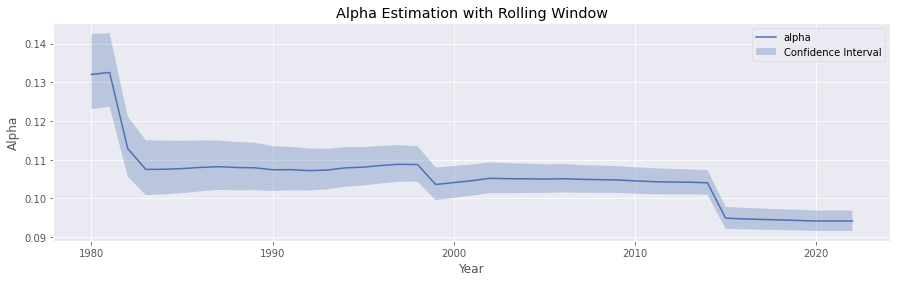 Alpha Estimation with Rolling Window
alpha
Confidence Interval
Alpha
0.14
0.13
0.12
0.11
0.10
0.09
1980
1990
2000
2010
2020
Year